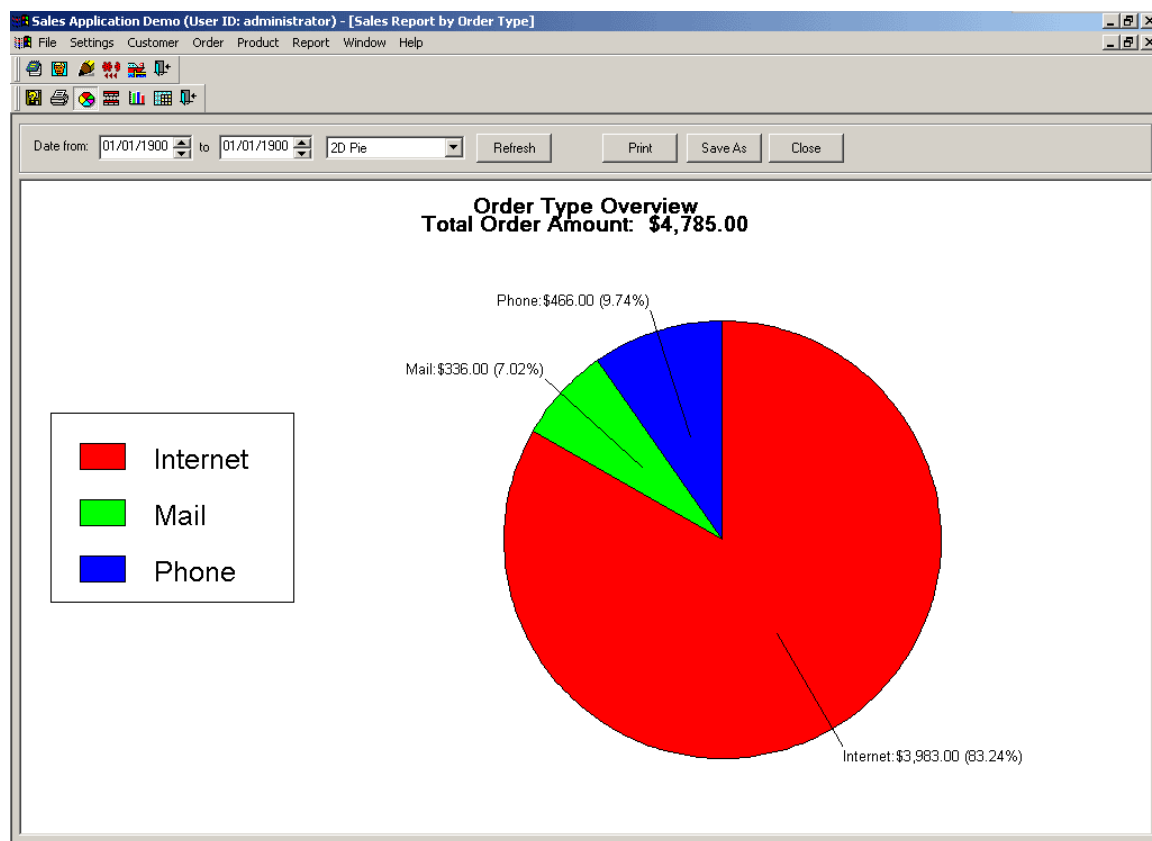 Sales Application Demo (User ID: administrator) - [Sales Report by Order Type]
File Settings Customer Order Product Report Window Help
Date from: 01/01/1900 to 01/01/1900 2D Pie Refresh Print Save As Close
Order Type Overview
Total Order Amount: $4,785.00
Phone:$466.00 (9.74%)
Mail:$336.00 (7.02%)
Internet
Mail
Phone
Internet:$3,983.00 (83.24%)